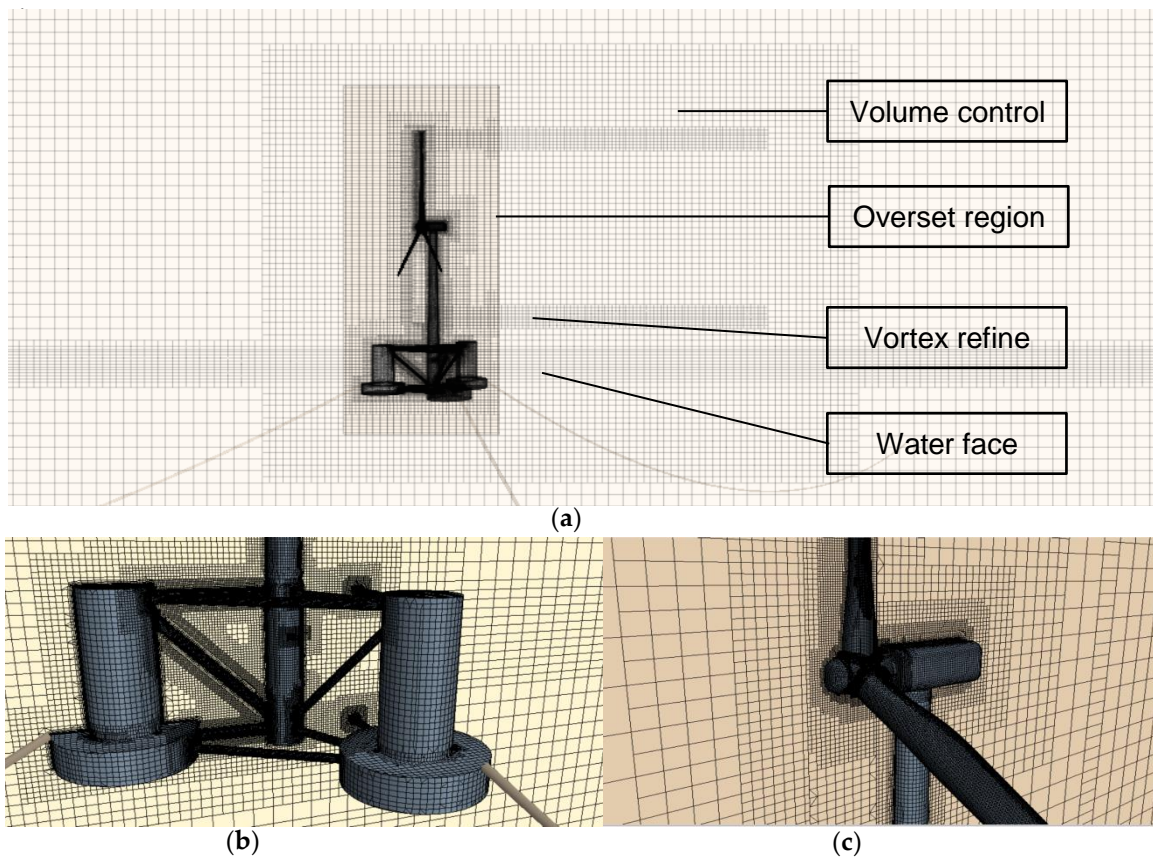 Volume control
Overset region
Vortex refine
Water face
(a)
(b)
(c)